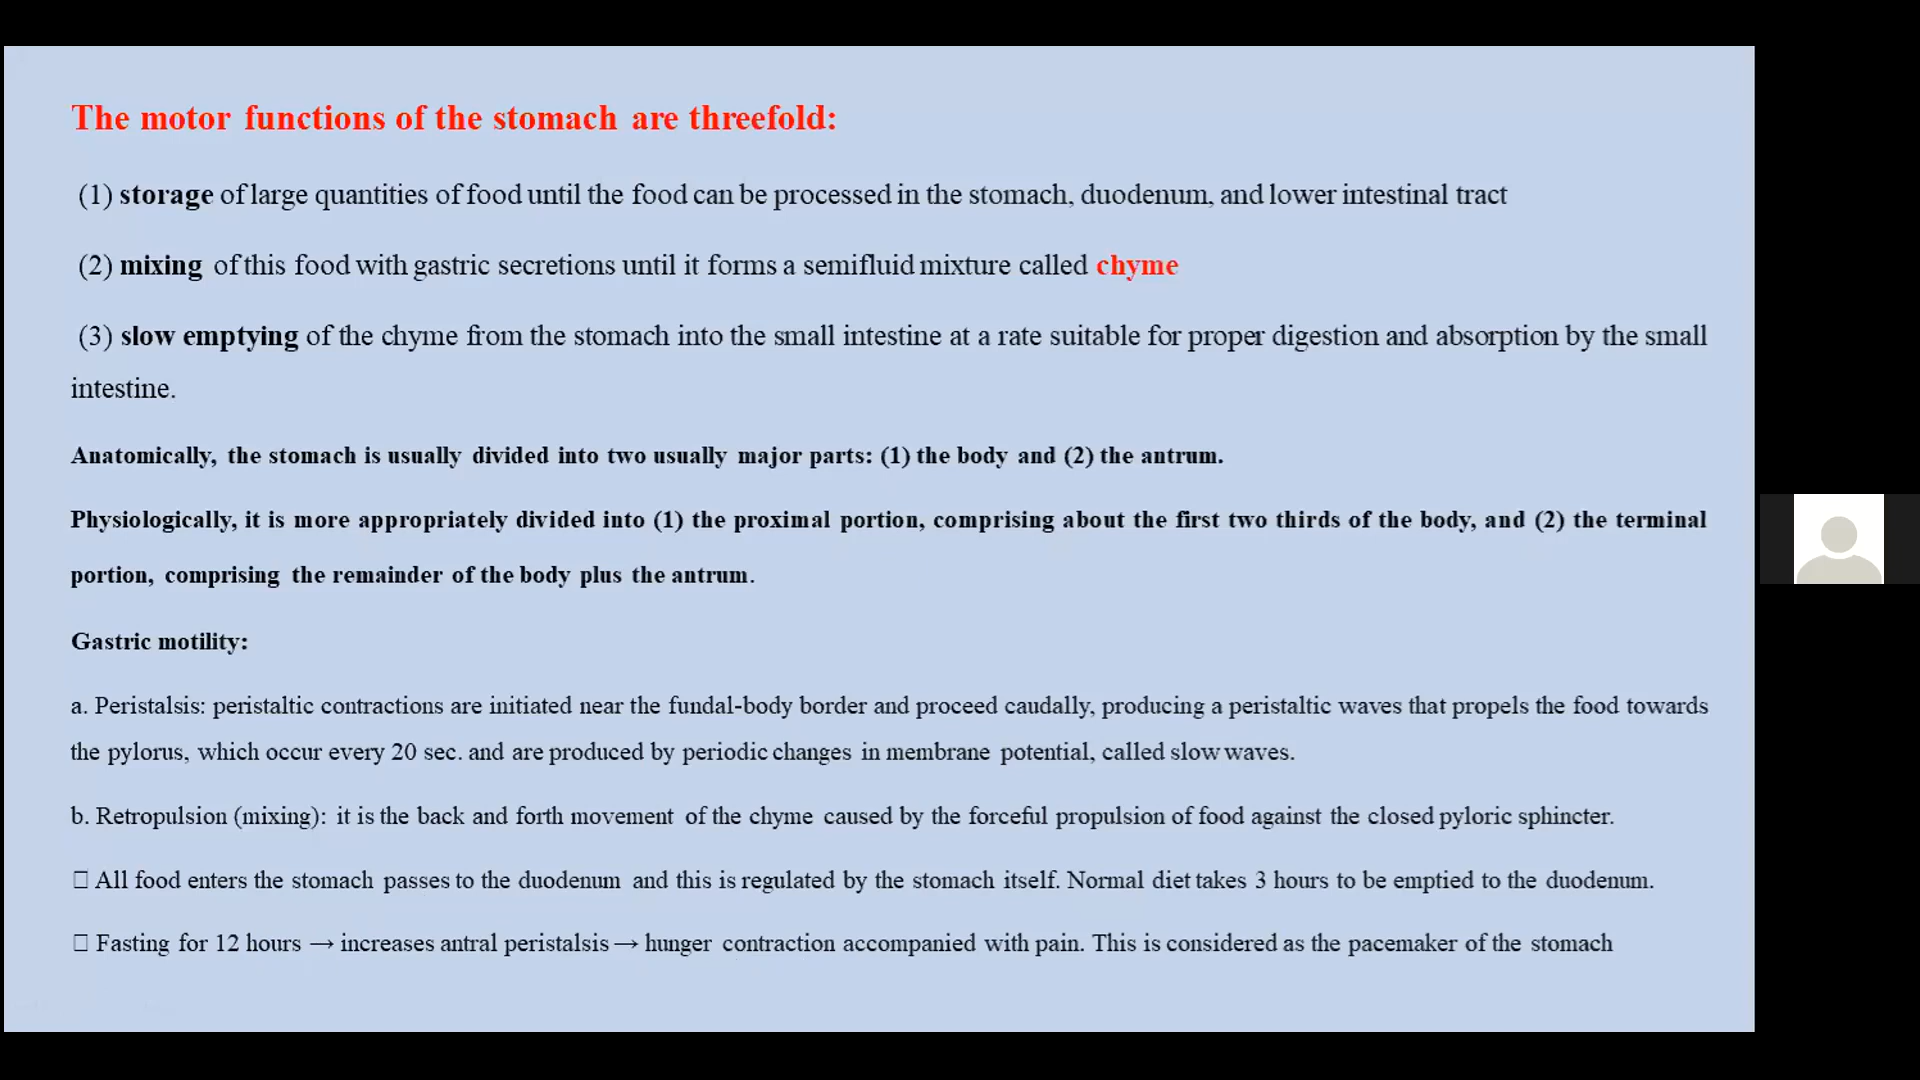 The motor functions of the stomach are threefold:
(1) storage of large quantities of food until the food can be processed in the stomach, duodenum, and lower intestinal tract
(2) mixing of this food with gastric secretions until it forms a semifluid mixture called chyme
(3) slow emptying of the chyme from the stomach into the small intestine at a rate suitable for proper digestion and absorption by the small
intestine.
Anatomically, the stomach is usually divided into two usually major parts: (1) the body and (2) the antrum.
Physiologically, it is more appropriately divided into (1) the proximal portion, comprising about the first two thirds of the body, and (2) the terminal
portion, comprising the remainder of the body plus the antrum.
Gastric motility:
a. Peristalsis: peristaltic contractions are initiated near the fundal-body border and proceed caudally, producing a peristaltic waves that propels the food towards
the pylorus, which occur every 20 sec. and are produced by periodic changes in membrane potential, called slow waves.
b. Retropulsion (mixing): it is the back and forth movement of the chyme caused by the forceful propulsion of food against the closed pyloric sphincter.
□ All food enters the stomach passes to the duodenum and this is regulated by the stomach itself. Normal diet takes 3 hours to be emptied to the duodenum.
□ Fasting for 12 hours → increases antral peristalsis → hunger contraction accompanied with pain. This is considered as the pacemaker of the stomach